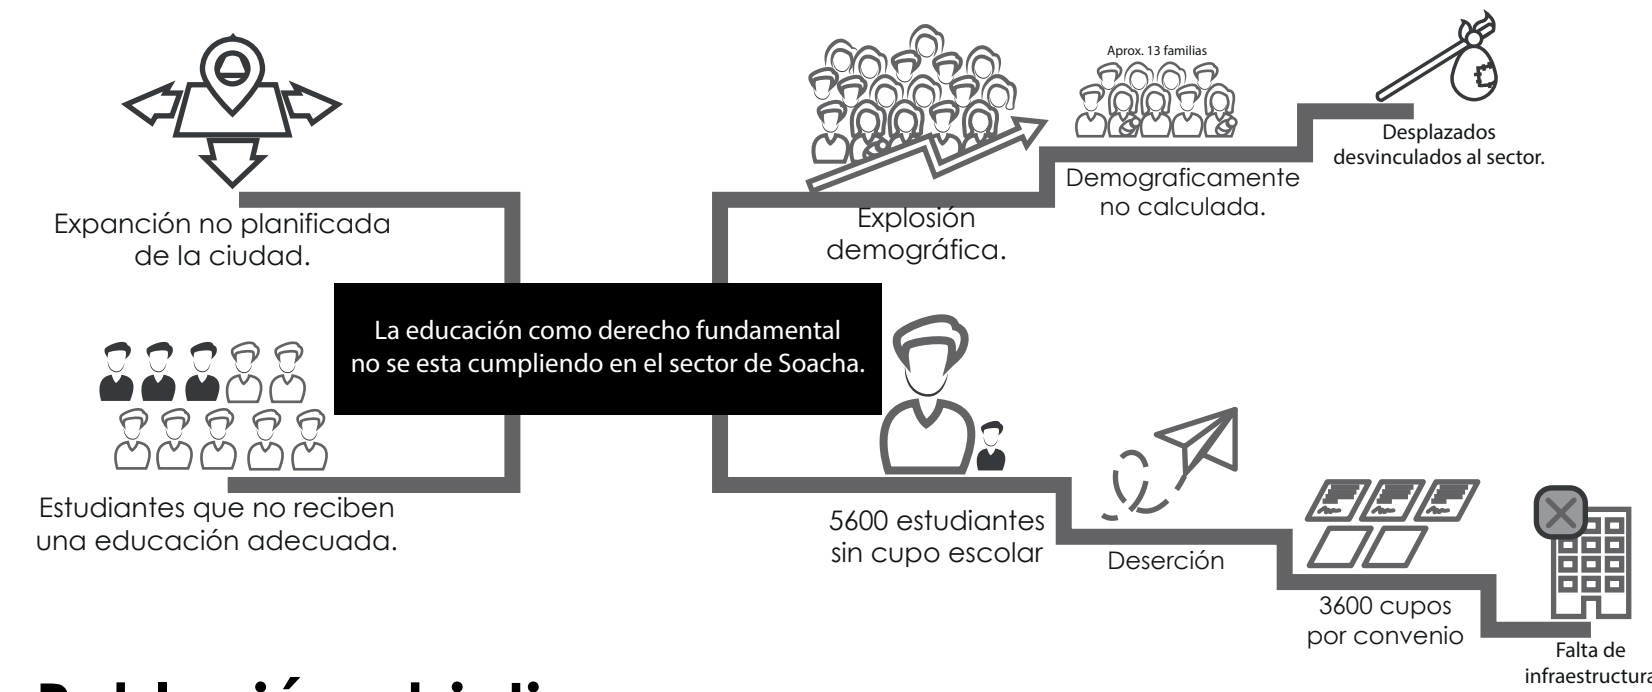 Aprox. 13 familias
Desplazados
desvinculados al sector.
Demograficamente
no calculada.
Explosión
demográfica.
Expanción no planificada
de la ciudad.
La educación como derecho fundamental
no se esta cumpliendo en el sector de Soacha.
Estudiantes que no reciben
una educación adecuada.
5600 estudiantes
sin cupo escolar
Deserción
3600 cupos
por convenio
Falta de
infraestructura